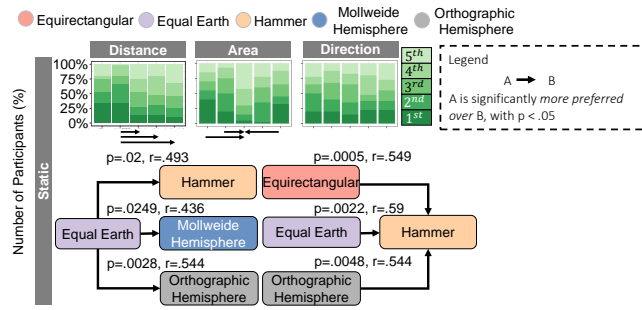 Equirectangular
Equal Earth
Hammer
Mollweide
Hemisphere
Orthographic
Hemisphere
Distance
Area
Direction
Number of Participants (%)
100%
75%
50%
25%
0%
5th
4th
3rd
2nd
1st
Legend
A
B
A is significantly more preferred
over B, with p < .05
Static
p=.02, r=.493
p=.0005, r=.549
Hammer
Equirectangular
p=.0249, r=.436
p=.0022, r=.59
Equal Earth
Mollweide
Hemisphere
Equal Earth
Hammer
p=.0028, r=.544
p=.0048, r=.544
Orthographic
Hemisphere
Orthographic
Hemisphere